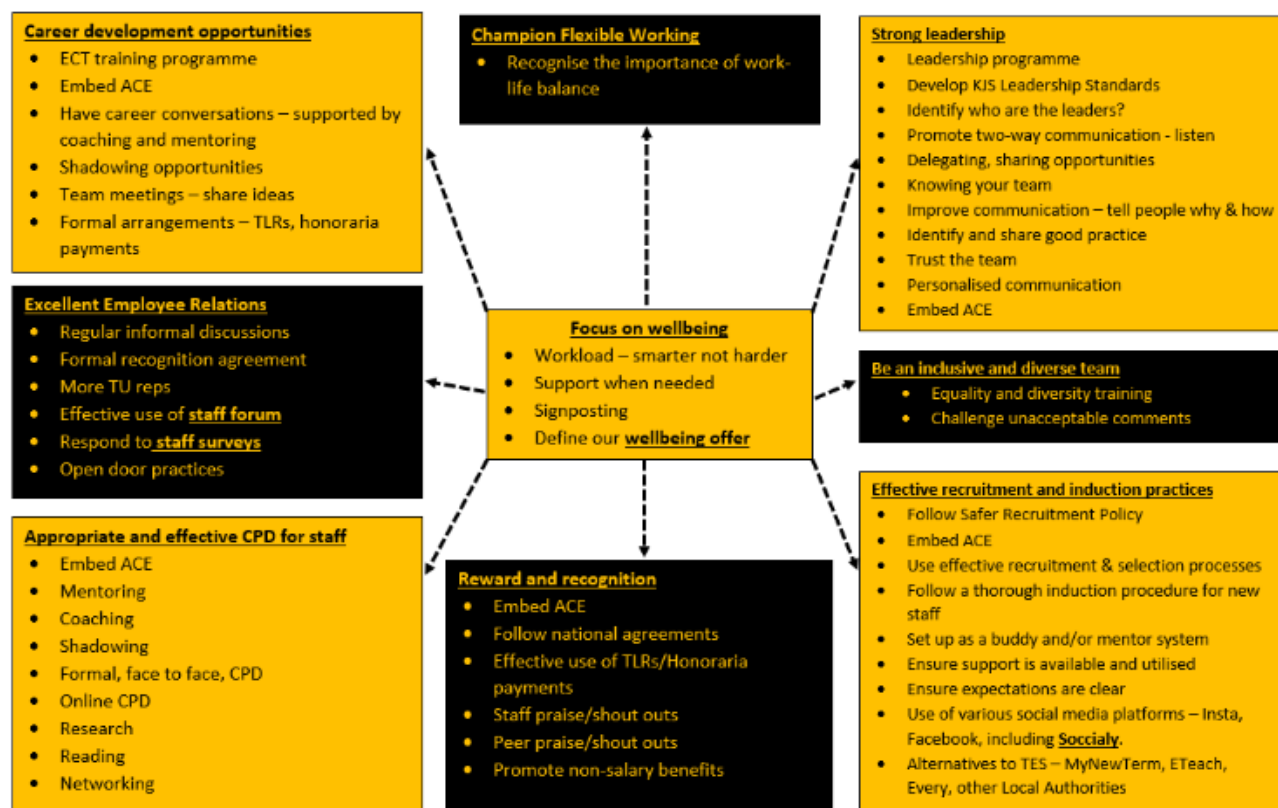 Career development opportunities
• ECT training programme
• Embed ACE
• Have career conversations – supported by
coaching and mentoring
• Shadowing opportunities
• Team meetings – share ideas
• Formal arrangements – TLRs, honoraria
payments
Champion Flexible Working
• Recognise the importance of work-
life balance
Strong leadership
• Leadership programme
• Develop KJS Leadership Standards
• Identify who are the leaders?
• Promote two-way communication - listen
• Delegating, sharing opportunities
• Knowing your team
• Improve communication – tell people why & how
• Identify and share good practice
• Trust the team
• Personalised communication
• Embed ACE
Excellent Employee Relations
• Regular informal discussions
• Formal recognition agreement
• More TU reps
• Effective use of staff forum
• Respond to staff surveys
• Open door practices
Focus on wellbeing
• Workload – smarter not harder
• Support when needed
• Signposting
• Define our wellbeing offer
Be an inclusive and diverse team
• Equality and diversity training
• Challenge unacceptable comments
Appropriate and effective CPD for staff
• Embed ACE
• Mentoring
• Coaching
• Shadowing
• Formal, face to face, CPD
• Online CPD
• Research
• Reading
• Networking
Reward and recognition
• Embed ACE
• Follow national agreements
• Effective use of TLRs/Honoraria
payments
• Staff praise/shout outs
• Peer praise/shout outs
• Promote non-salary benefits
Effective recruitment and induction practices
• Follow Safer Recruitment Policy
• Embed ACE
• Use effective recruitment & selection processes
• Follow a thorough induction procedure for new
staff
• Set up as a buddy and/or mentor system
• Ensure support is available and utilised
• Ensure expectations are clear
• Use of various social media platforms – Insta,
Facebook, including Soccialy.
• Alternatives to TES – MyNewTerm, ETeach,
Every, other Local Authorities